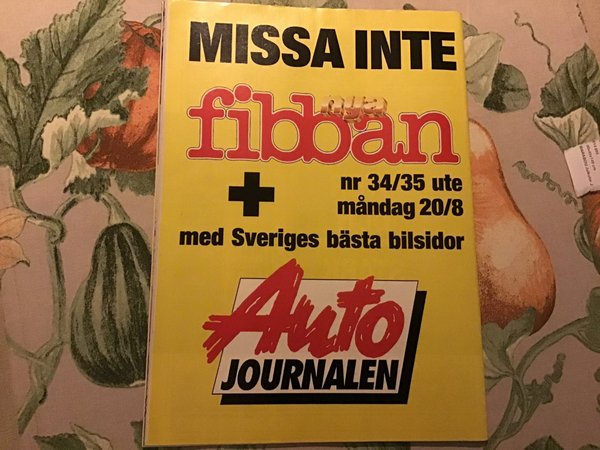 MISSA INTE
nya
fibban
+
nr 34/35 ute
måndag 20/8
med Sveriges bästa bilsidor
Auto
JOURNALEN